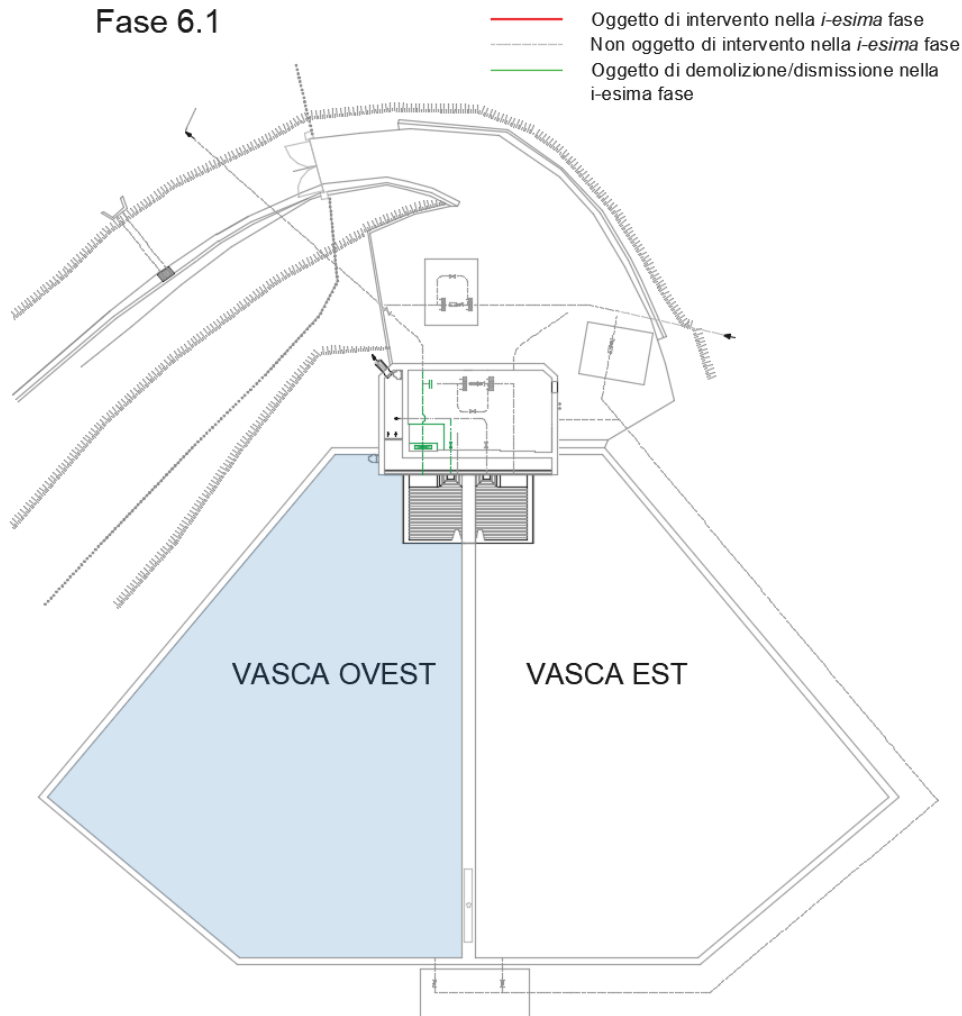 Fase 6.1
Oggetto di intervento nella i-esima fase
Non oggetto di intervento nella i-esima fase
Oggetto di demolizione/dismissione nella
i-esima fase
VASCA OVEST
VASCA EST